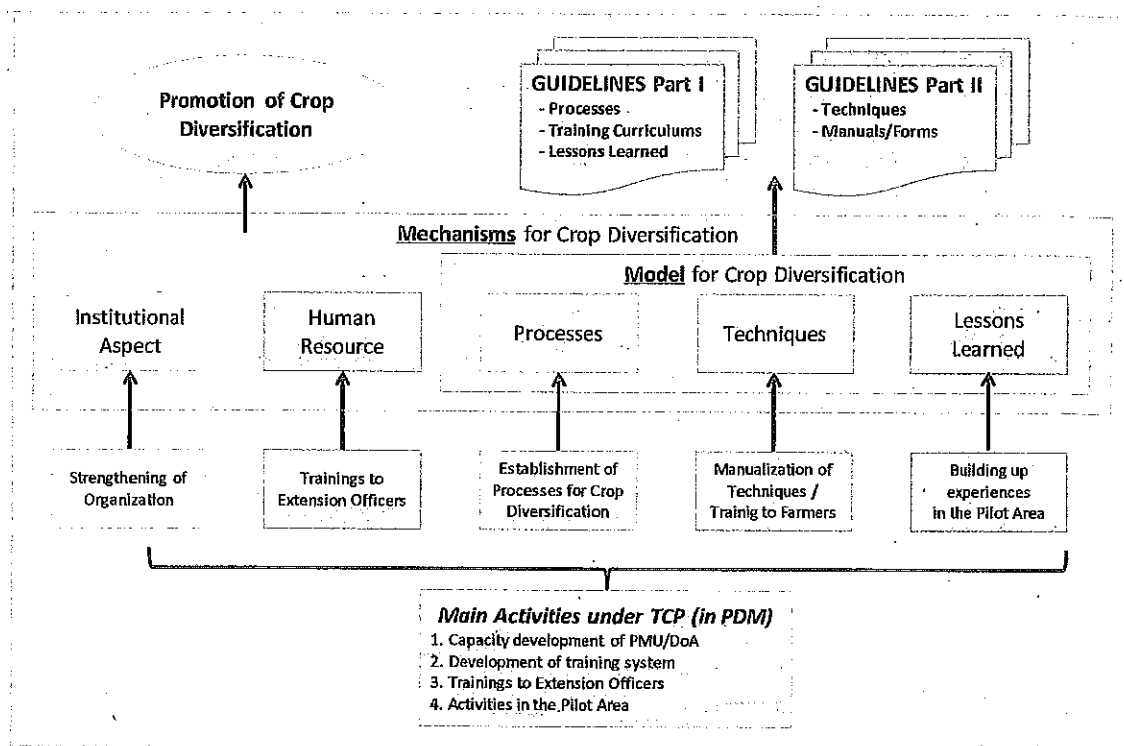 Promotion of Crop
Diversification
GUIDELINES Part I
- Processes
- Training Curriculums
- Lessons Learned
GUIDELINES Part II
- Techniques
- Manuals/Forms
Mechanisms for Crop Diversification
Model for Crop Diversification
Institutional
Aspect
Human
Resource
Processes
Techniques
Lessons
Learned
Strengthening of
Organization
Trainings to
Extension Officers
Establishment of
Processes for Crop
Diversification
Manualization of
Techniques /
Trainig to Farmers
Building up
experiences
in the Pilot Area
Main Activities under TCP (in PDM)
1. Capacity development of PMU/DoA
2. Development of training system
3. Trainings to Extension Officers
4. Activities in the Pilot Area